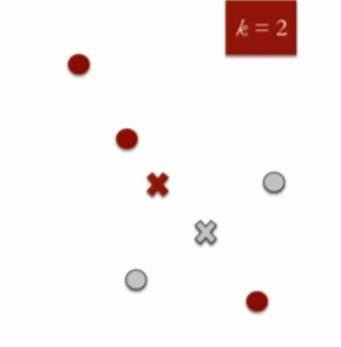 k = 2